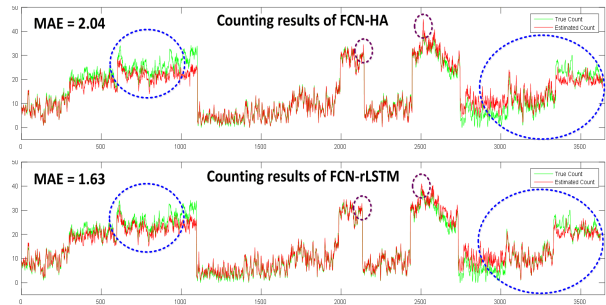 MAE = 2.04
Counting results of FCN-HA
True Count
Estimated Count
50
40
30
20
10
0
0 500 1000 1500 2000 2500 3000 3500
MAE = 1.63
Counting results of FCN-rLSTM
True Count
Estimated Count
50
40
30
20
10
0
0 500 1000 1500 2000 2500 3000 3500